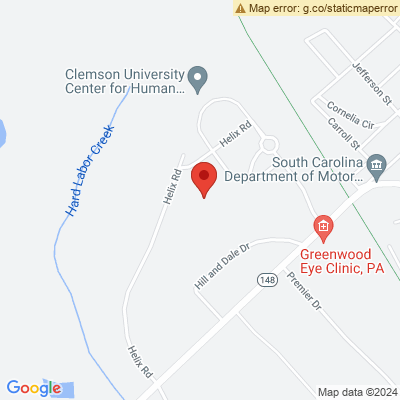 Map error: g.co/staticmaperror
Clemson University
Center for Human...
Jefferson St
Cornelia Cir
Carroll St
Hard Labor Creek
Helix Rd
Helix Rd
South Carolina
Department of Motor...
Greenwood
Eye Clinic, PA
Hill and Dale Dr
148
Premier Dr
Helix Rd
Google
Map data ©2024